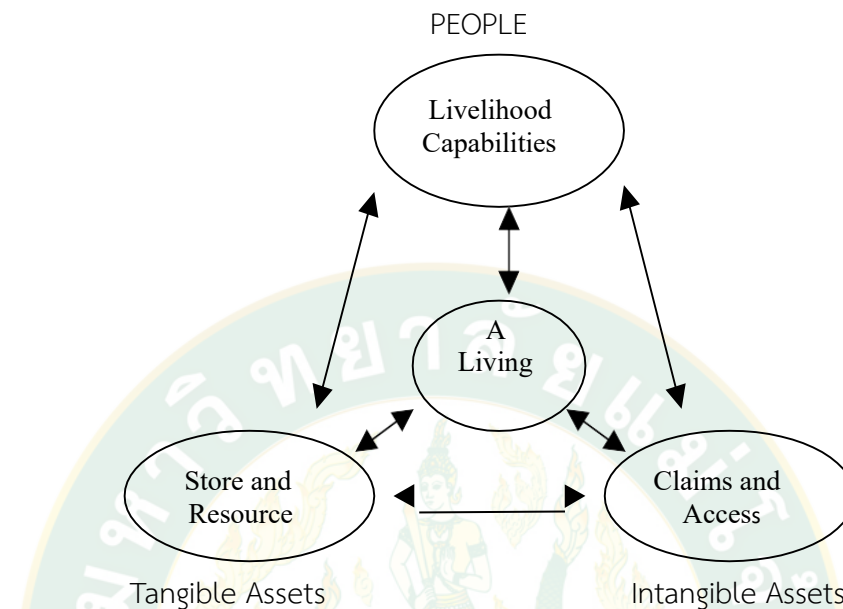 PEOPLE
Livelihood
Capabilities
A
Living
Store and
Resource
Claims and
Access
Tangible Assets
Intangible Assets